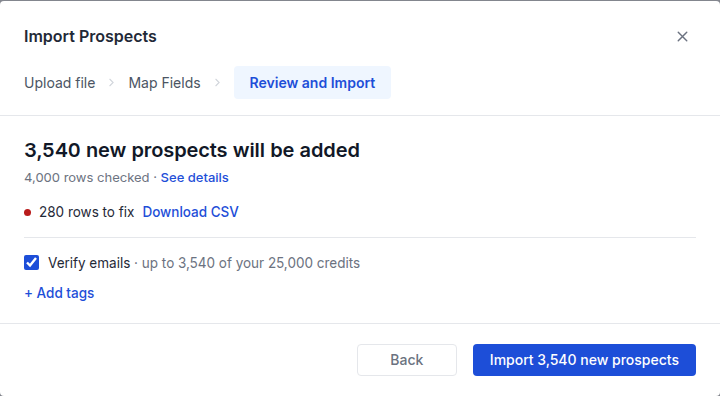 Import Prospects
Upload file
Map Fields
Review and Import
3,540 new prospects will be added
4,000 rows checked · See details
280 rows to fix Download CSV
Verify emails · up to 3,540 of your 25,000 credits
+ Add tags
Back
Import 3,540 new prospects